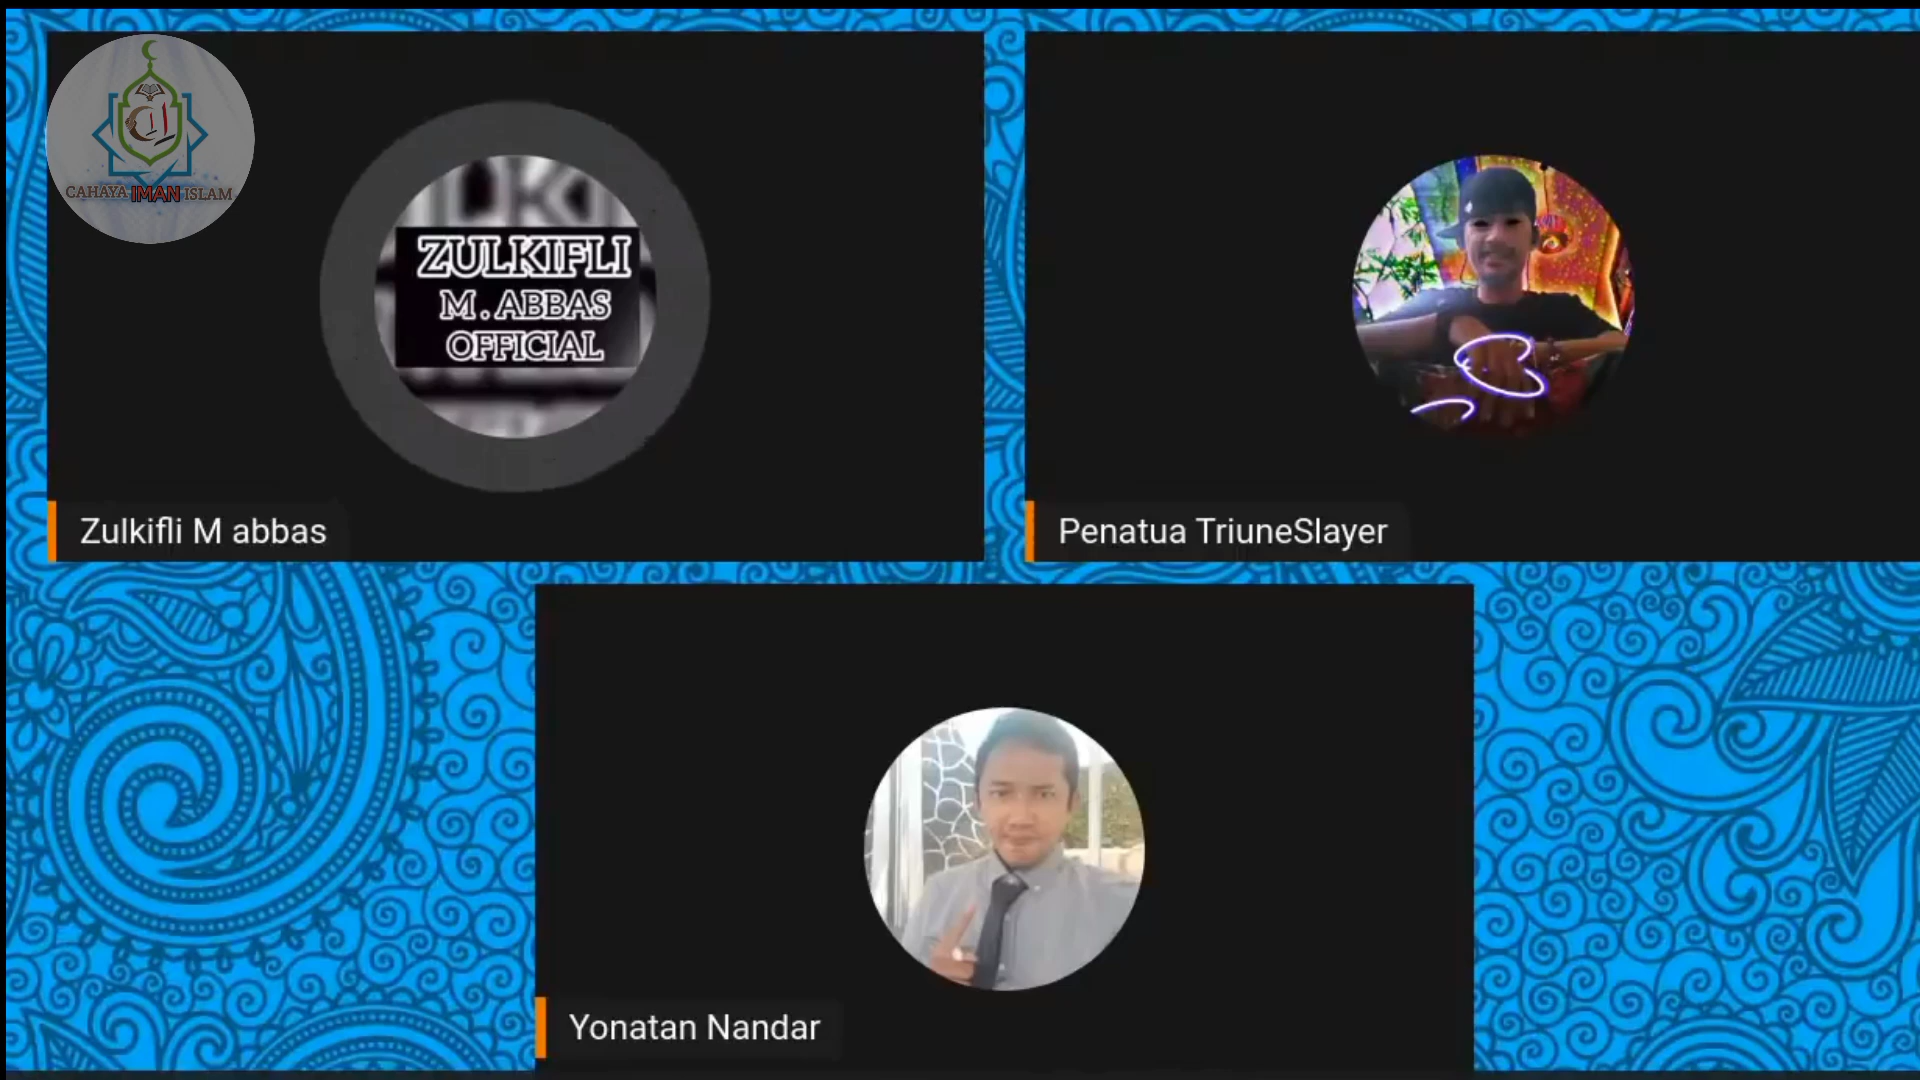 CAHAYA IMAN ISLAM
ZULKIFLI
M. ABBAS
OFFICIAL
Zulkifli M abbas
Penatua TriuneSlayer
Yonatan Nandar